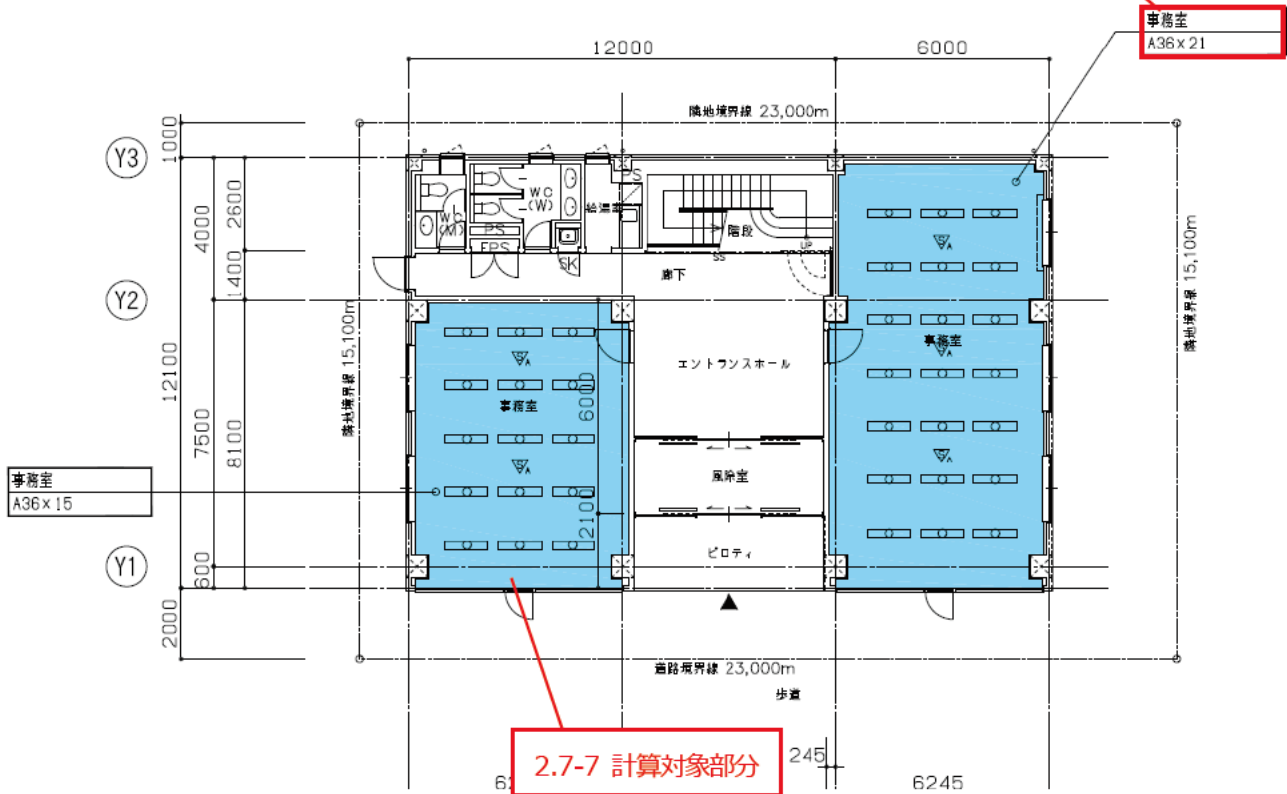 事務室
A36×21
12000
6000
隣地境界線 23,000m
1000
Y3
2600
4000
1400
PS
WC
(W)
給湯室
WC
(M)
PS
EPS
SK
階段
UP
SS
廊下
Y2
隣地境界線 15,100m
隣地境界線 15,100m
12100
7500
8100
事務室
6000
2100
エントランスホール
事務室
風除室
ピロティ
事務室
A36×15
Y1
600
2000
道路境界線 23,000m
歩道
2.7-7 計算対象部分
245
6245